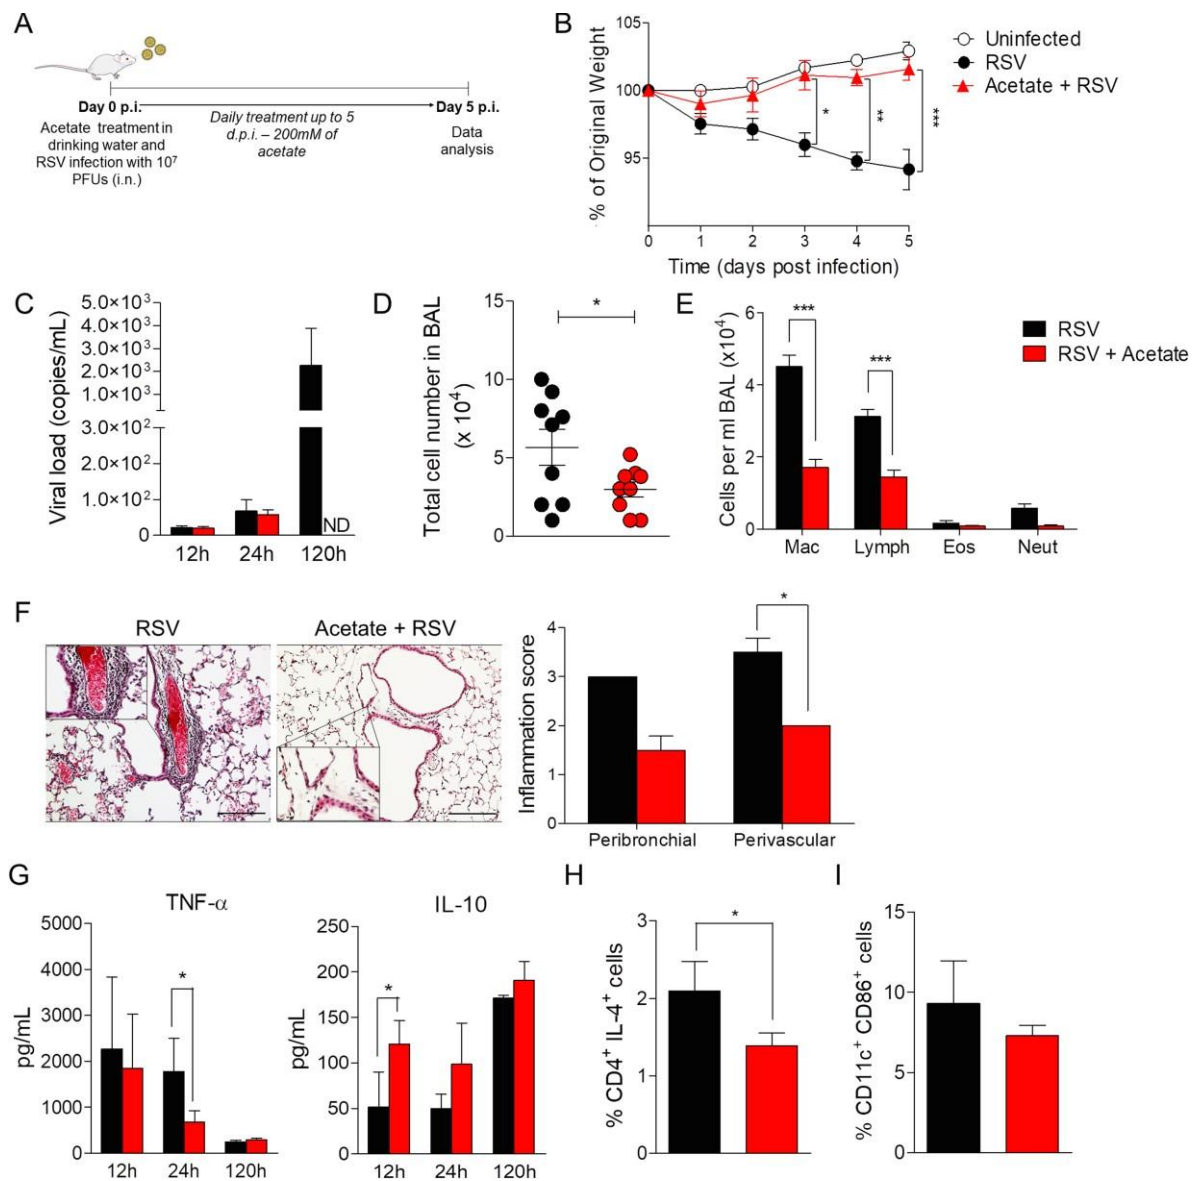 A
Day 0 p.i.
Acetate treatment in
drinking water and
RSV infection with 10⁷
PFUs (i.n.)
Daily treatment up to 5
d.p.i. – 200mM of
acetate
Day 5 p.i.
Data
analysis
B
% of Original Weight
105
100
95
0 1 2 3 4 5
Time (days post infection)
* ** ***
Uninfected
RSV
Acetate + RSV
C
Viral load (copies/mL)
5.0×10³
4.0×10³
3.0×10³
2.0×10³
1.0×10³
3.0×10²
2.0×10²
1.0×10²
0
ND
12h 24h 120h
D
Total cell number in BAL
(x 10⁴)
15
10
5
0
*
E
Cells per ml BAL (x10⁴)
6
4
2
0
*** ***
Mac Lymph Eos Neut
RSV
RSV + Acetate
F
RSV
Acetate + RSV
Inflammation score
4
3
2
1
0
*
Peribronchial Perivascular
G
TNF-α
pg/mL
5000
4000
3000
2000
1000
0
*
12h 24h 120h
IL-10
pg/mL
250
200
150
100
50
0
*
12h 24h 120h
H
% CD4⁺ IL-4⁺ cells
3
2
1
0
*
I
% CD11c⁺ CD86⁺ cells
15
10
5
0